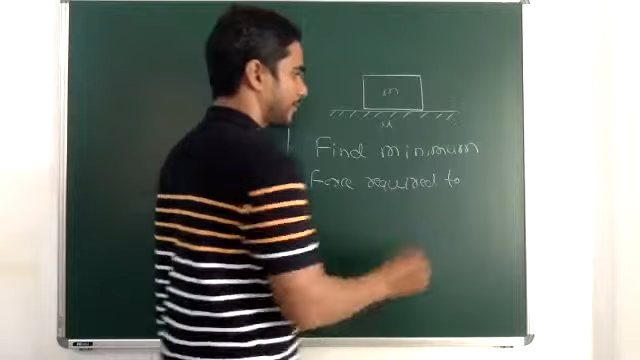 m
μ
Find minimum
force required to